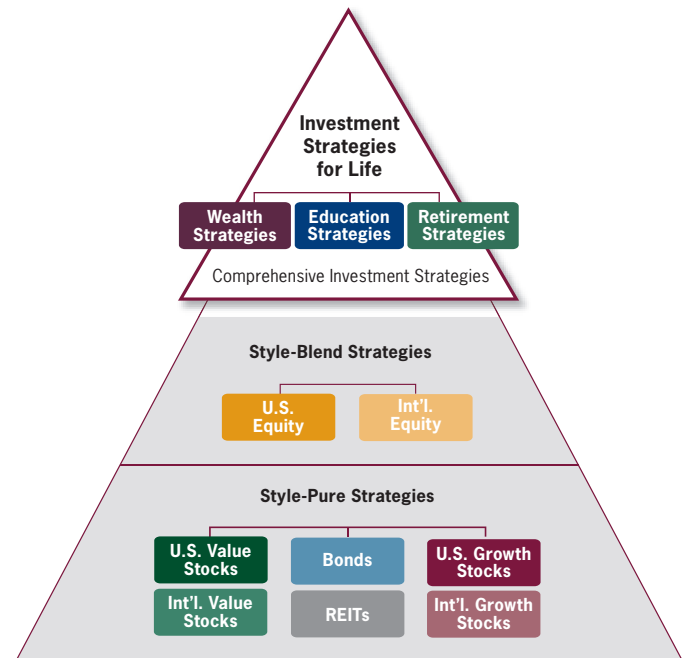 Investment
Strategies
for Life
Wealth
Strategies
Education
Strategies
Retirement
Strategies
Comprehensive Investment Strategies
Style-Blend Strategies
U.S.
Equity
Int'l.
Equity
Style-Pure Strategies
U.S. Value
Stocks
Bonds
U.S. Growth
Stocks
Int'l. Value
Stocks
REITs
Int'l. Growth
Stocks